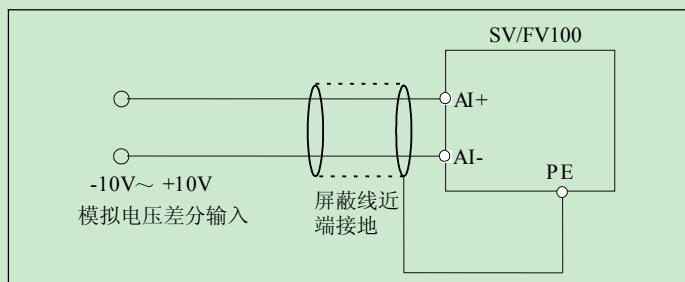 SV/FV100
AI+
AI-
PE
-10V～ +10V
模拟电压差分输入
屏蔽线近
端接地